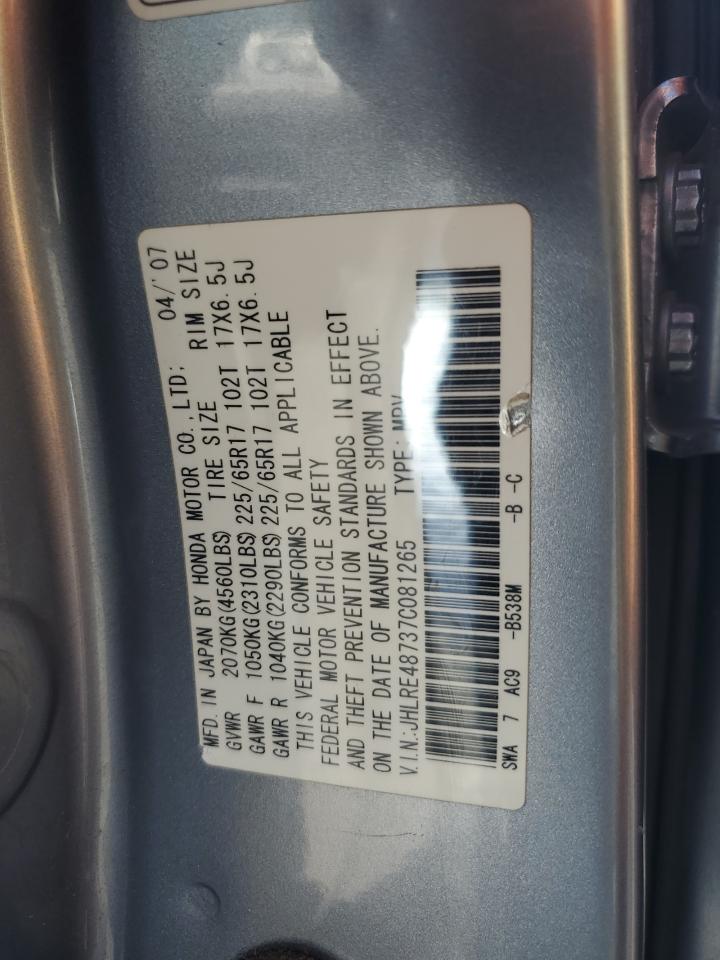 MFD. IN JAPAN BY HONDA MOTOR CO.,LTD; 04/'07
GVWR 2070KG(4560LBS) TIRE SIZE RIM SIZE
GAWR F 1050KG(2310LBS) 225/65R17 102T 17X6.5J
GAWR R 1040KG(2290LBS) 225/65R17 102T 17X6.5J
THIS VEHICLE CONFORMS TO ALL APPLICABLE
FEDERAL MOTOR VEHICLE SAFETY
AND THEFT PREVENTION STANDARDS IN EFFECT
ON THE DATE OF MANUFACTURE SHOWN ABOVE.
V.I.N.:JHLRE48737C081265 TYPE: MPV
SWA 7 AC9 -B538M -B -C